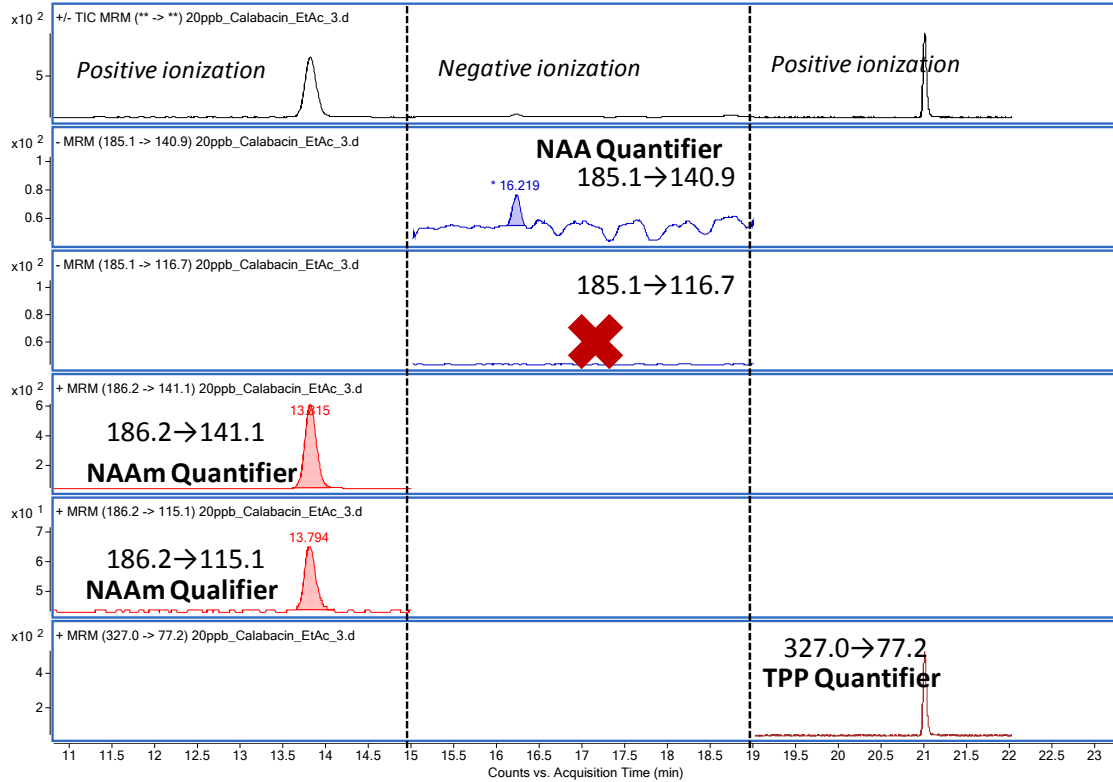 x10 2
+/- TIC MRM (** -> **) 20ppb_Calabacin_EtAc_3.d
Positive ionization
Negative ionization
Positive ionization
5
x10 2
- MRM (185.1 -> 140.9) 20ppb_Calabacin_EtAc_3.d
NAA Quantifier
185.1→140.9
* 16.219
1
0.8
0.6
x10 2
- MRM (185.1 -> 116.7) 20ppb_Calabacin_EtAc_3.d
185.1→116.7
1
0.8
0.6
x10 2
+ MRM (186.2 -> 141.1) 20ppb_Calabacin_EtAc_3.d
13.815
186.2→141.1
NAAm Quantifier
6
4
2
x10 1
+ MRM (186.2 -> 115.1) 20ppb_Calabacin_EtAc_3.d
13.794
186.2→115.1
NAAm Qualifier
7
6
5
x10 2
+ MRM (327.0 -> 77.2) 20ppb_Calabacin_EtAc_3.d
327.0→77.2
TPP Quantifier
4
2
11 11.5 12 12.5 13 13.5 14 14.5 15 15.5 16 16.5 17 17.5 18 18.5 19 19.5 20 20.5 21 21.5 22 22.5 23
Counts vs. Acquisition Time (min)